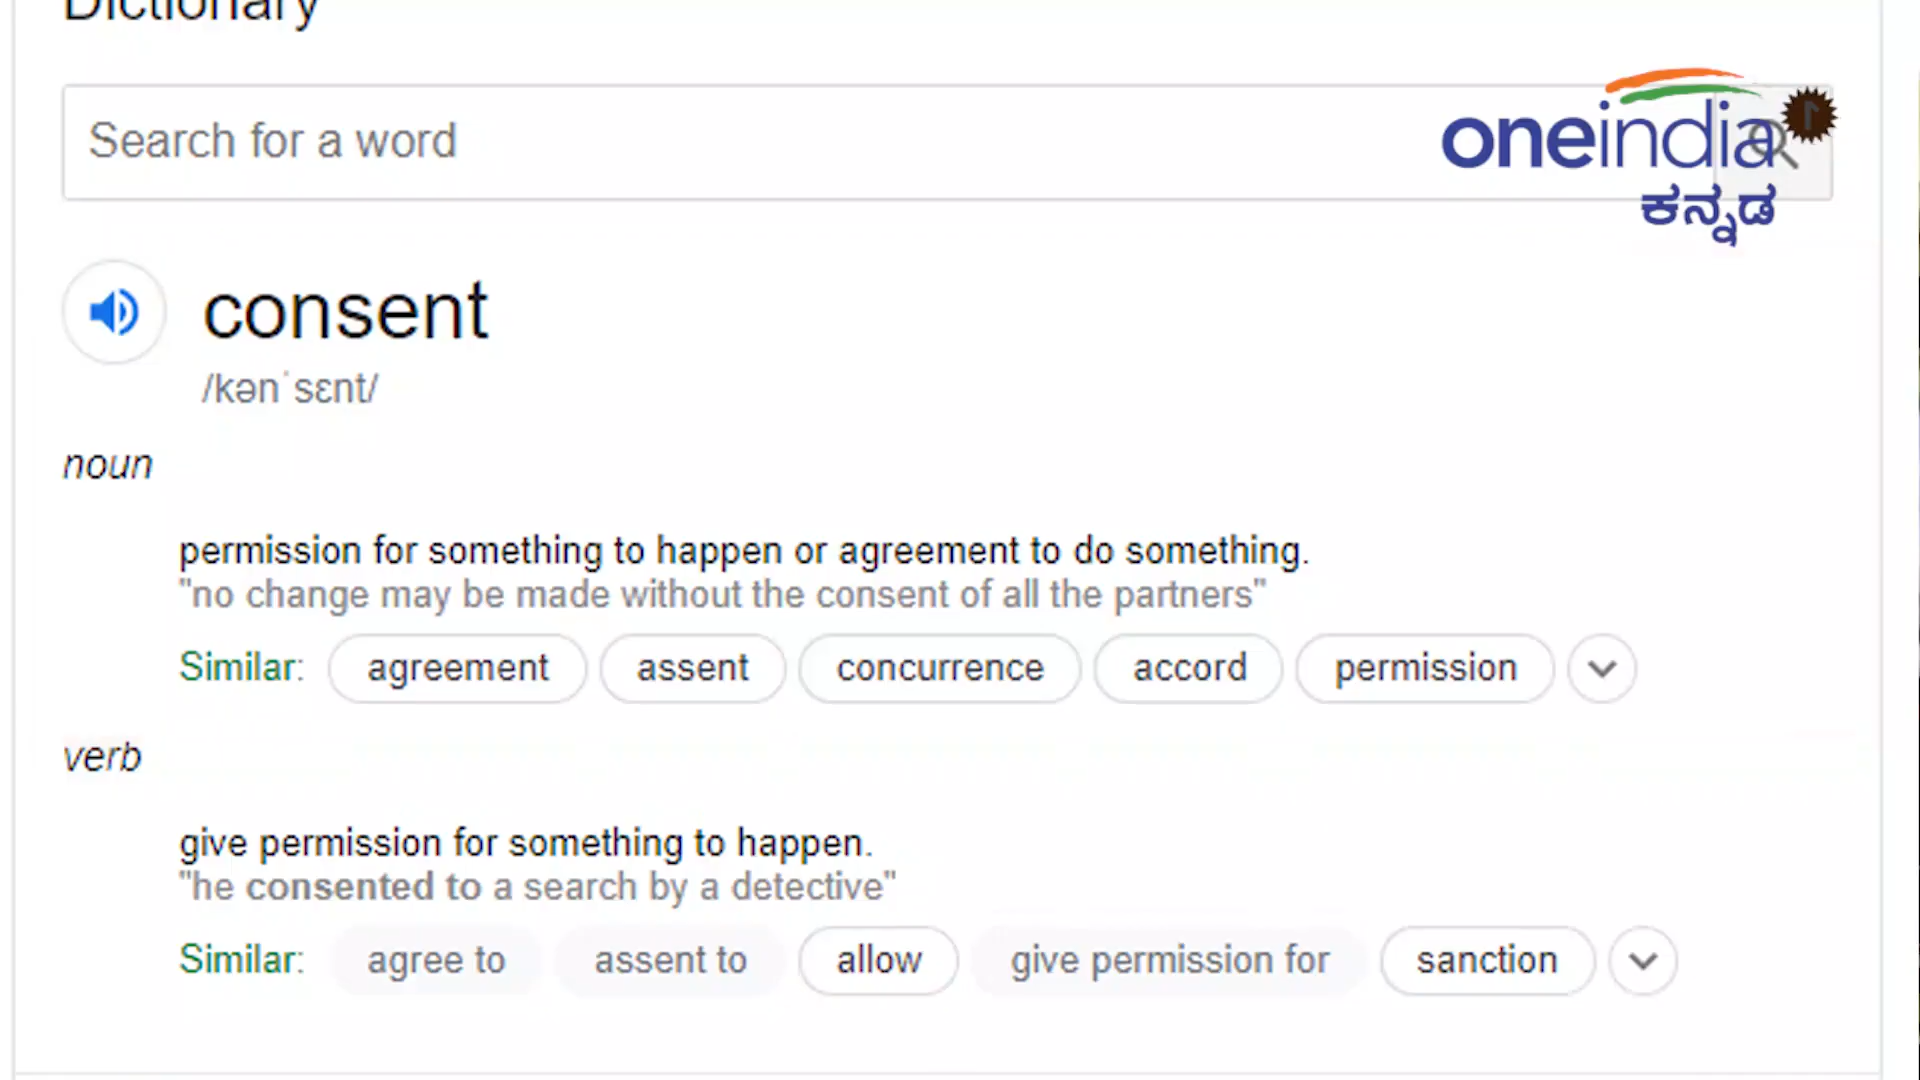 Dictionary
Search for a word
oneindia
ಕನ್ನಡ
consent
/kənˈsɛnt/
noun
permission for something to happen or agreement to do something.
"no change may be made without the consent of all the partners"
Similar: agreement assent concurrence accord permission
verb
give permission for something to happen.
"he consented to a search by a detective"
Similar: agree to assent to allow give permission for sanction